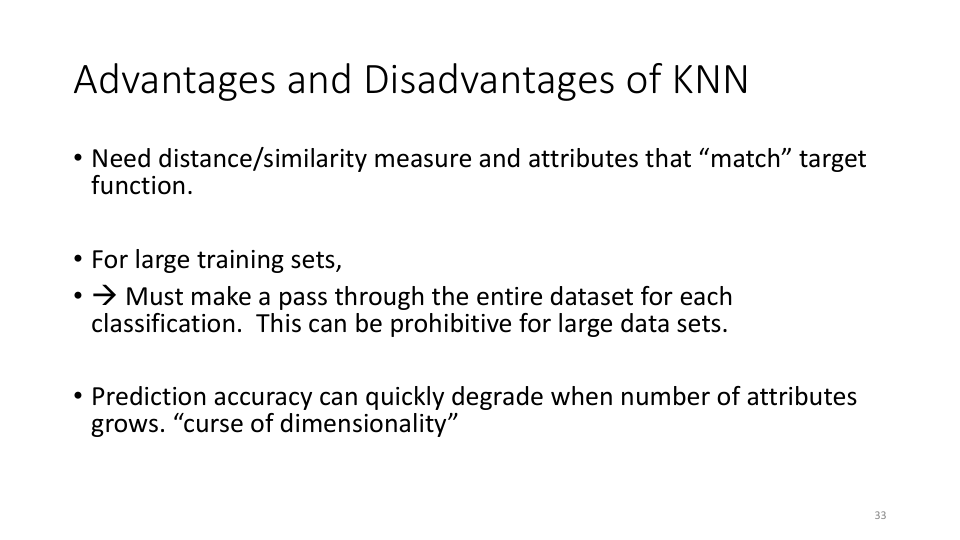 Advantages and Disadvantages of KNN
• Need distance/similarity measure and attributes that “match” target
function.
• For large training sets,
• → Must make a pass through the entire dataset for each
classification.  This can be prohibitive for large data sets.
• Prediction accuracy can quickly degrade when number of attributes
grows. “curse of dimensionality”
33